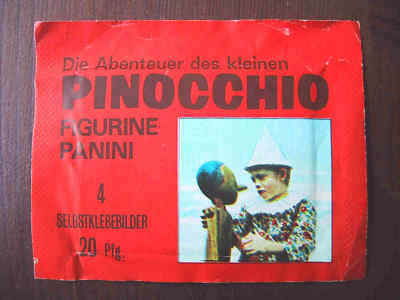 Die Abenteuer des kleinen
PINOCCHIO
FIGURINE
PANINI
4
SELBSTKLEBEBILDER
20 Pfg.